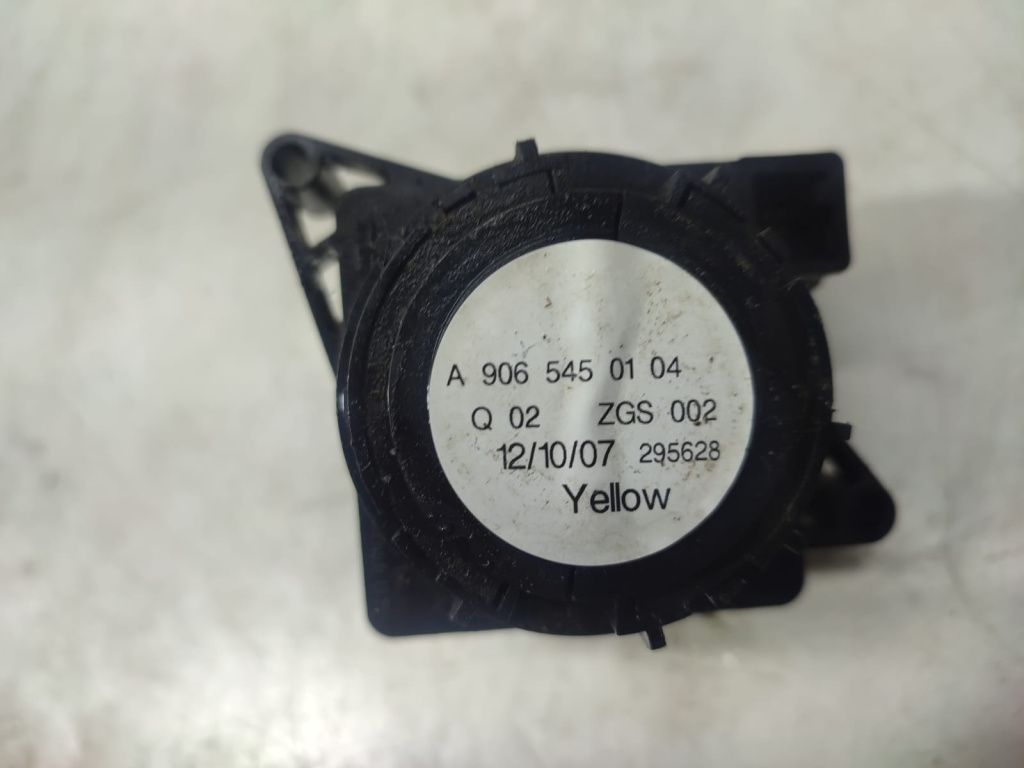 A 906 545 01 04
Q 02 ZGS 002
12/10/07 295628
Yellow